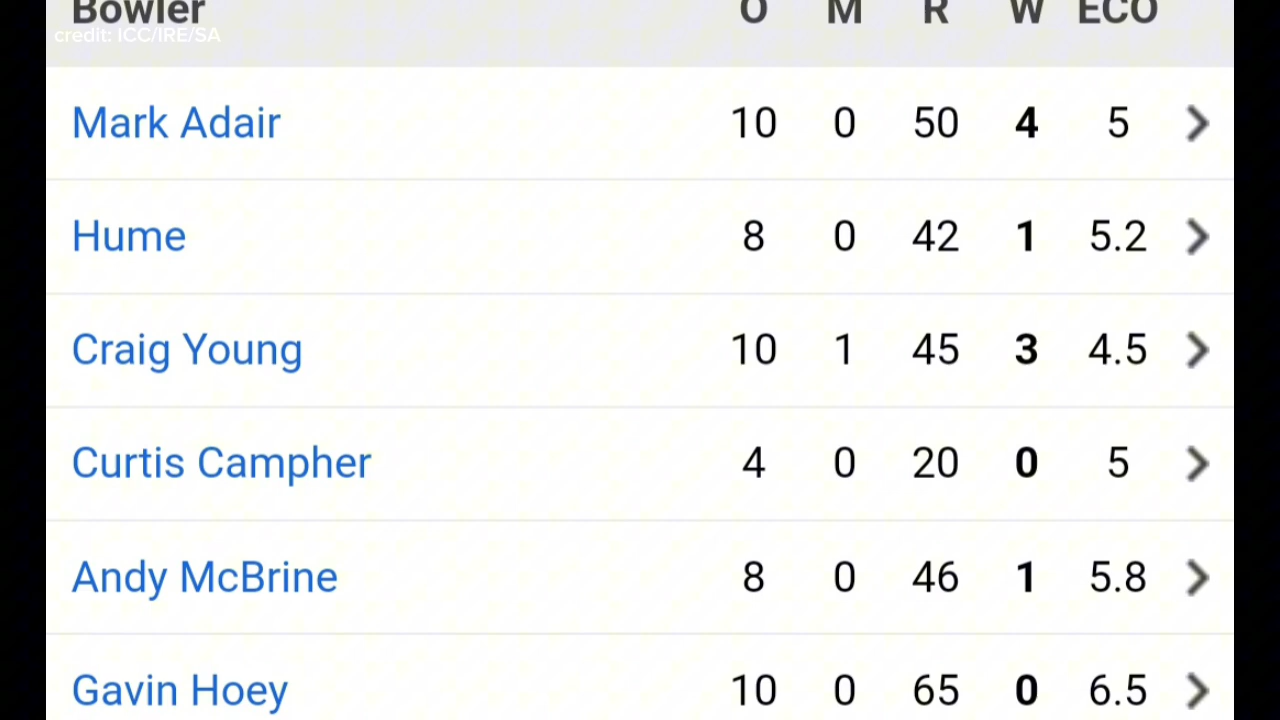 Bowler O M R W ECO
credit: ICC/IRE/SA
Mark Adair 10 0 50 4 5
Hume 8 0 42 1 5.2
Craig Young 10 1 45 3 4.5
Curtis Campher 4 0 20 0 5
Andy McBrine 8 0 46 1 5.8
Gavin Hoey 10 0 65 0 6.5